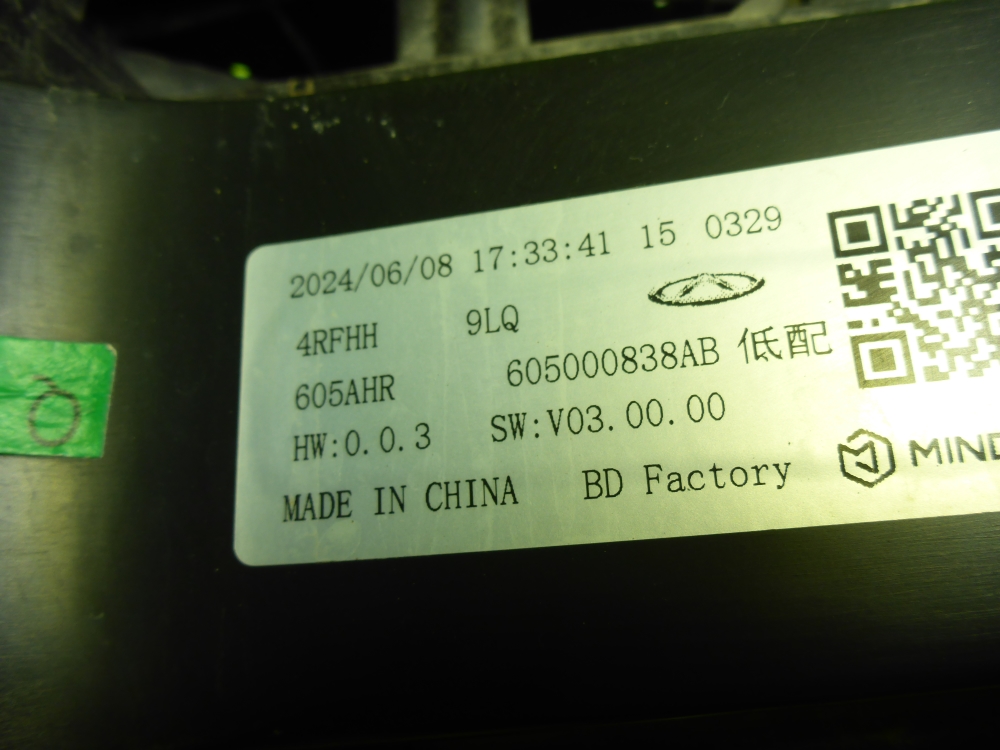 2024/06/08 17:33:41 15 0329
4RFHH 9LQ
605AHR 605000838AB 低配
HW:0.0.3 SW:V03.00.00
MADE IN CHINA BD Factory MIND